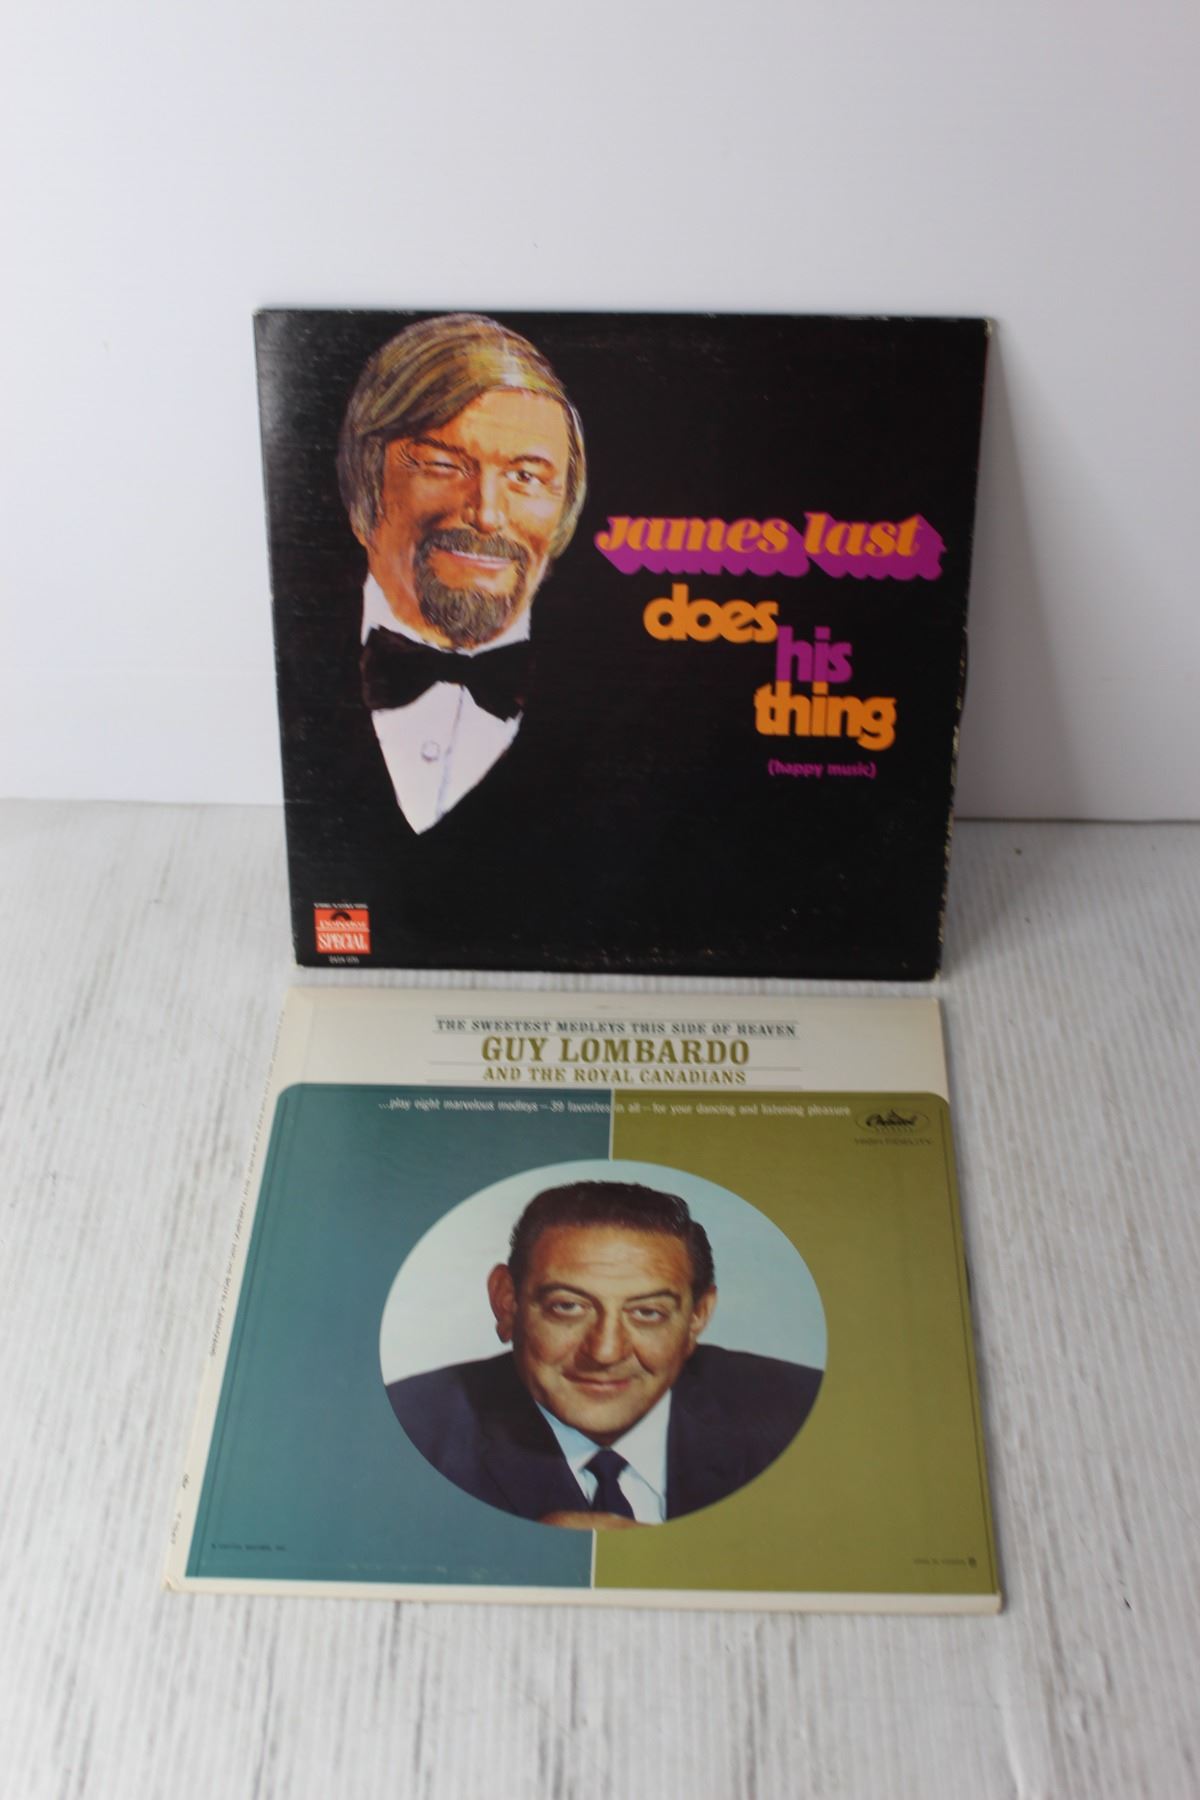 james last
does
his
thing
(happy music)
SPECIAL
THE SWEETEST MEDLEYS THIS SIDE OF HEAVEN
GUY LOMBARDO
AND THE ROYAL CANADIANS
...play eight marvelous medleys—39 favorites in all—for your dancing and listening pleasure
Capitol
HIGH FIDELITY